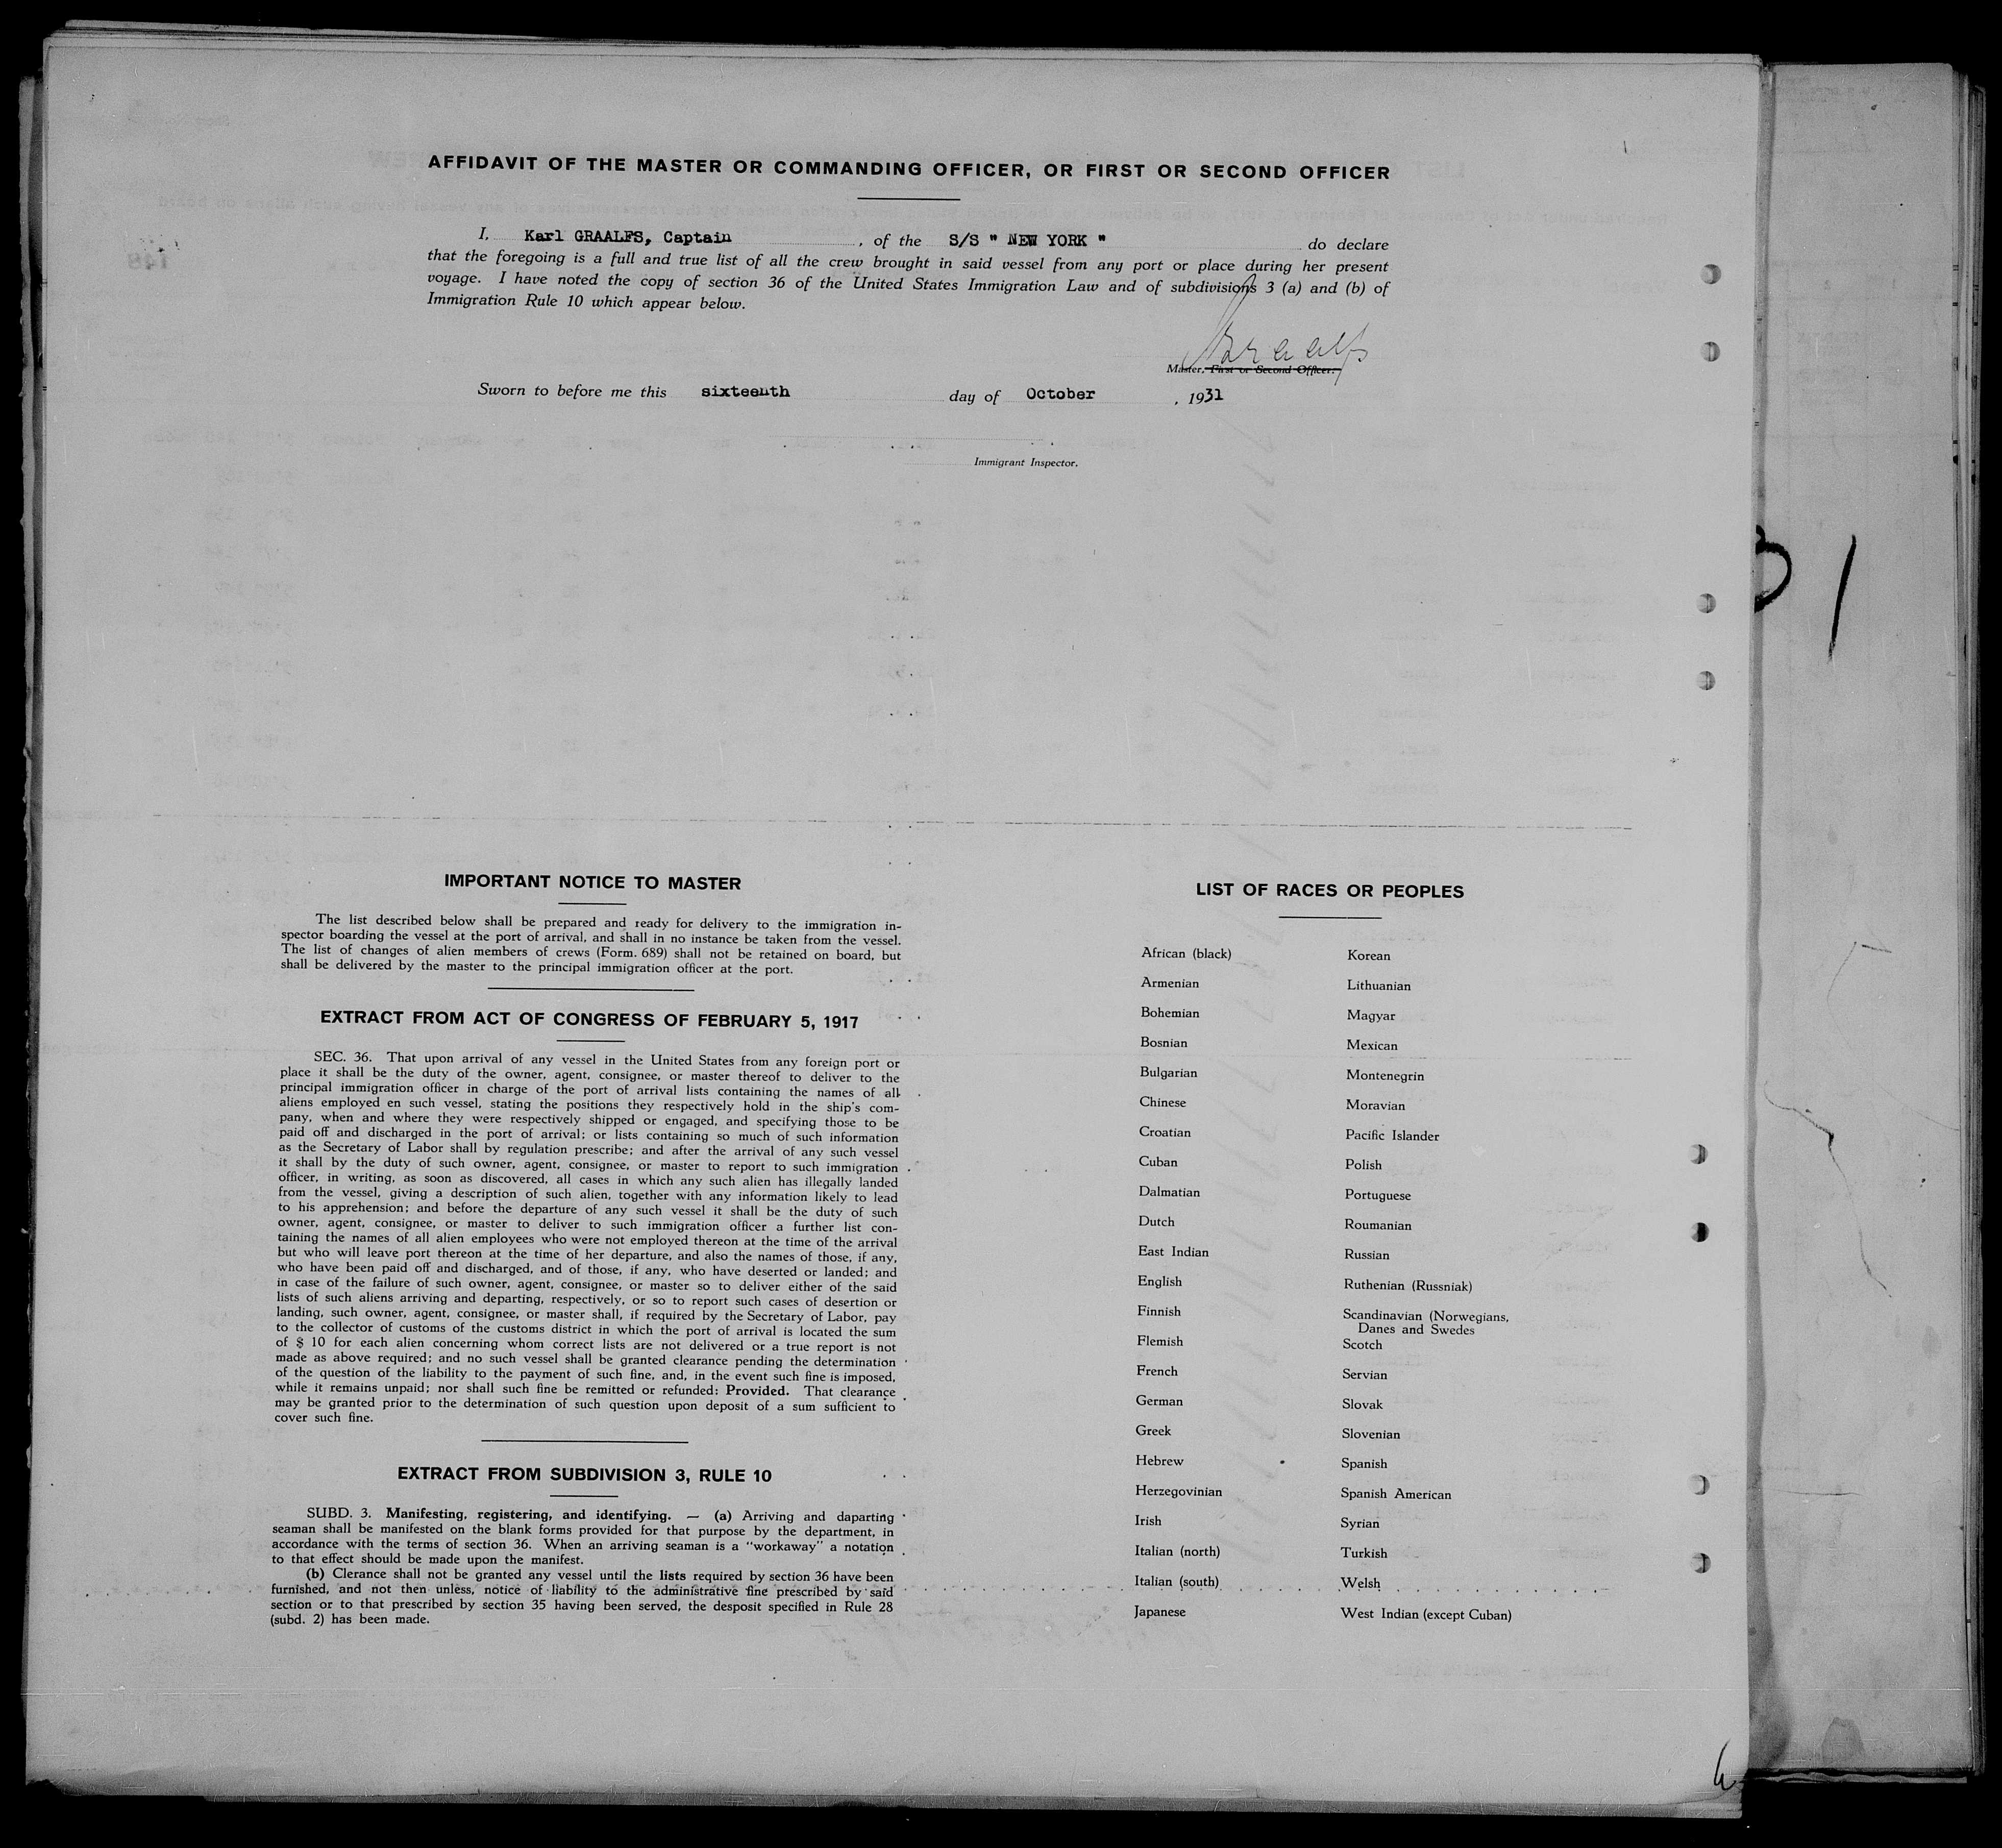 AFFIDAVIT OF THE MASTER OR COMMANDING OFFICER, OR FIRST OR SECOND OFFICER
I, Karl GRAALFS, Captain, of the S/S " NEW YORK " do declare
that the foregoing is a full and true list of all the crew brought in said vessel from any port or place during her present
voyage. I have noted the copy of section 36 of the United States Immigration Law and of subdivisions 3 (a) and (b) of
Immigration Rule 10 which appear below.
Graalfs
Master, First or Second Officer.
Sworn to before me this sixteenth day of October , 1931
Immigrant Inspector.
IMPORTANT NOTICE TO MASTER
The list described below shall be prepared and ready for delivery to the immigration in-
spector boarding the vessel at the port of arrival, and shall in no instance be taken from the vessel.
The list of changes of alien members of crews (Form. 689) shall not be retained on board, but
shall be delivered by the master to the principal immigration officer at the port.
EXTRACT FROM ACT OF CONGRESS OF FEBRUARY 5, 1917
SEC. 36. That upon arrival of any vessel in the United States from any foreign port or
place it shall be the duty of the owner, agent, consignee, or master thereof to deliver to the
principal immigration officer in charge of the port of arrival lists containing the names of all
aliens employed en such vessel, stating the positions they respectively hold in the ship's com-
pany, when and where they were respectively shipped or engaged, and specifying those to be
paid off and discharged in the port of arrival; or lists containing so much of such information
as the Secretary of Labor shall by regulation prescribe; and after the arrival of any such vessel
it shall by the duty of such owner, agent, consignee, or master to report to such immigration
officer, in writing, as soon as discovered, all cases in which any such alien has illegally landed
from the vessel, giving a description of such alien, together with any information likely to lead
to his apprehension; and before the departure of any such vessel it shall be the duty of such
owner, agent, consignee, or master to deliver to such immigration officer a further list con-
taining the names of all alien employees who were not employed thereon at the time of the arrival
but who will leave port thereon at the time of her departure, and also the names of those, if any,
who have been paid off and discharged, and of those, if any, who have deserted or landed; and
in case of the failure of such owner, agent, consignee, or master so to deliver either of the said
lists of such aliens arriving and departing, respectively, or so to report such cases of desertion or
landing, such owner, agent, consignee, or master shall, if required by the Secretary of Labor, pay
to the collector of customs of the customs district in which the port of arrival is located the sum
of $ 10 for each alien concerning whom correct lists are not delivered or a true report is not
made as above required; and no such vessel shall be granted clearance pending the determination
of the question of the liability to the payment of such fine, and, in the event such fine is imposed,
while it remains unpaid; nor shall such fine be remitted or refunded: Provided. That clearance
may be granted prior to the determination of such question upon deposit of a sum sufficient to
cover such fine.
EXTRACT FROM SUBDIVISION 3, RULE 10
SUBD. 3. Manifesting, registering, and identifying. — (a) Arriving and daparting
seaman shall be manifested on the blank forms provided for that purpose by the department, in
accordance with the terms of section 36. When an arriving seaman is a "workaway" a notation
to that effect should be made upon the manifest.
(b) Clerance shall not be granted any vessel until the lists required by section 36 have been
furnished, and not then unless, notice of liability to the administrative fine prescribed by said
section or to that prescribed by section 35 having been served, the desposit specified in Rule 28
(subd. 2) has been made.
LIST OF RACES OR PEOPLES
African (black)
Armenian
Bohemian
Bosnian
Bulgarian
Chinese
Croatian
Cuban
Dalmatian
Dutch
East Indian
English
Finnish
Flemish
French
German
Greek
Hebrew
Herzegovinian
Irish
Italian (north)
Italian (south)
Japanese
Korean
Lithuanian
Magyar
Mexican
Montenegrin
Moravian
Pacific Islander
Polish
Portuguese
Roumanian
Russian
Ruthenian (Russniak)
Scandinavian (Norwegians,
Danes and Swedes
Scotch
Servian
Slovak
Slovenian
Spanish
Spanish American
Syrian
Turkish
Welsh
West Indian (except Cuban)